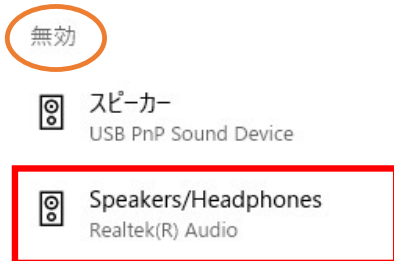 無効
スピーカー
USB PnP Sound Device
Speakers/Headphones
Realtek(R) Audio